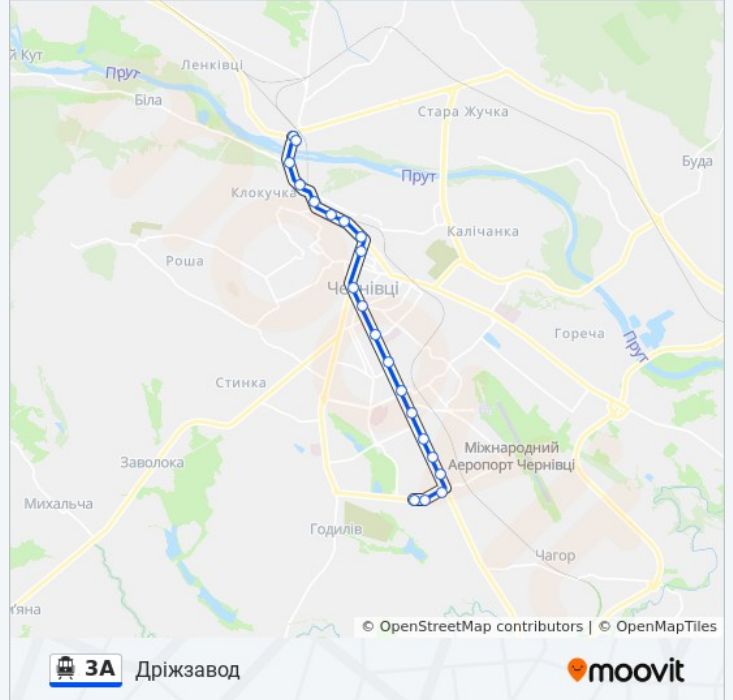 й Кут
Ленківці
Прут
Біла
Стара Жучка
Буда
Прут
Клокучка
Калічанка
Роша
Чернівці
Гореча
Прут
Стинка
Міжнародний
Аеропорт Чернівці
Заволока
Михальча
Годилів
Чагор
м'яна
© OpenStreetMap contributors | © OpenMapTiles
3А Дріжзавод
moovit